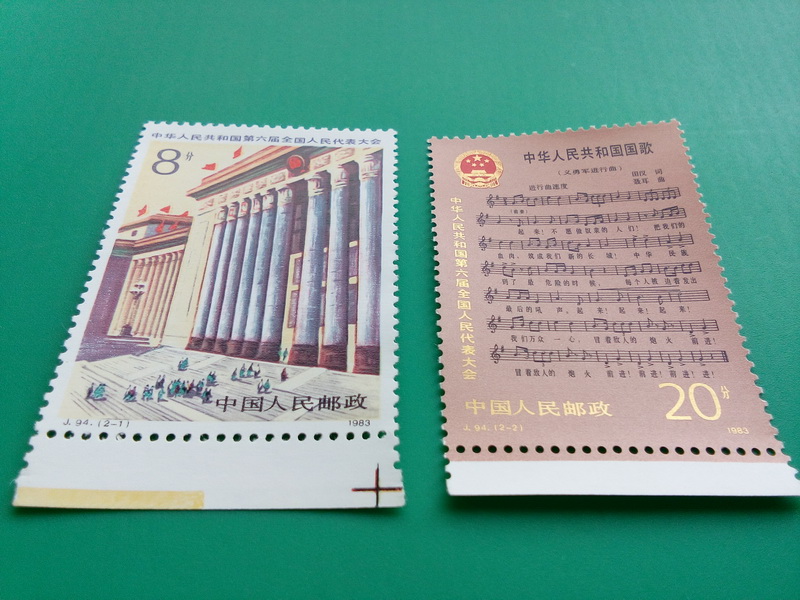 中华人民共和国第六届全国人民代表大会
8分
中国人民邮政
J.94.(2-1)
1983
中华人民共和国国歌
(义勇军进行曲)
田汉 词
聂耳 曲
进行曲速度
起来!不愿做奴隶的人们!把我们的
血肉,筑成我们新的长城!中华民族
到了最危险的时候,每个人被迫着发出
最后的吼声。起来!起来!起来!
我们万众一心,冒着敌人的炮火前进!
冒着敌人的炮火前进!前进!前进!进!
中华人民共和国第六届全国人民代表大会
中国人民邮政
20分
J.94.(2-2)
1983